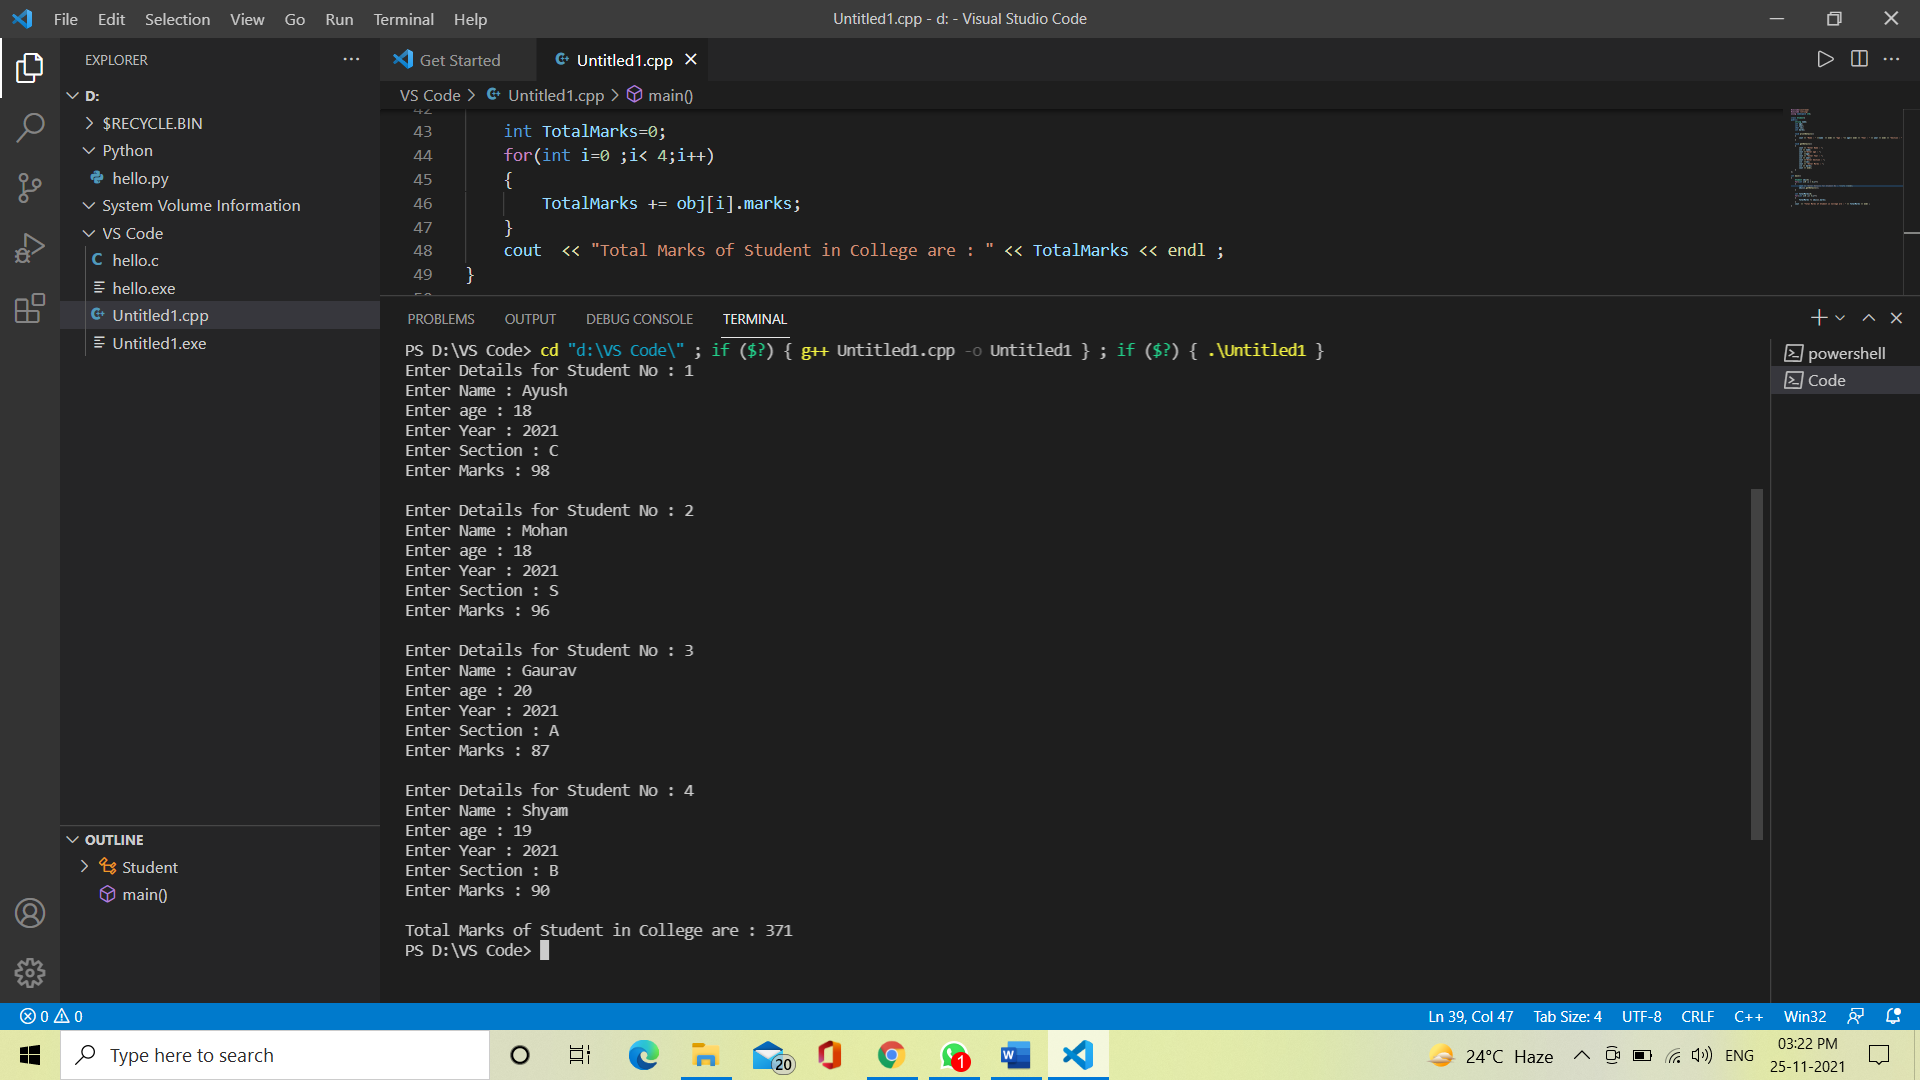 File Edit Selection View Go Run Terminal Help
Untitled1.cpp - d: - Visual Studio Code
EXPLORER
D:
$RECYCLE.BIN
Python
hello.py
System Volume Information
VS Code
hello.c
hello.exe
Untitled1.cpp
Untitled1.exe
OUTLINE
Student
main()
Get Started
Untitled1.cpp
VS Code > Untitled1.cpp > main()
43 int TotalMarks=0;
44 for(int i=0 ;i< 4;i++)
45 {
46 TotalMarks += obj[i].marks;
47 }
48 cout << "Total Marks of Student in College are : " << TotalMarks << endl ;
49 }
PROBLEMS OUTPUT DEBUG CONSOLE TERMINAL
PS D:\VS Code> cd "d:\VS Code\" ; if ($?) { g++ Untitled1.cpp -o Untitled1 } ; if ($?) { .\Untitled1 }
Enter Details for Student No : 1
Enter Name : Ayush
Enter age : 18
Enter Year : 2021
Enter Section : C
Enter Marks : 98
Enter Details for Student No : 2
Enter Name : Mohan
Enter age : 18
Enter Year : 2021
Enter Section : S
Enter Marks : 96
Enter Details for Student No : 3
Enter Name : Gaurav
Enter age : 20
Enter Year : 2021
Enter Section : A
Enter Marks : 87
Enter Details for Student No : 4
Enter Name : Shyam
Enter age : 19
Enter Year : 2021
Enter Section : B
Enter Marks : 90
Total Marks of Student in College are : 371
PS D:\VS Code>
powershell
Code
0 0
Ln 39, Col 47 Tab Size: 4 UTF-8 CRLF C++ Win32
Type here to search
20
1
24°C Haze
ENG
03:22 PM
25-11-2021